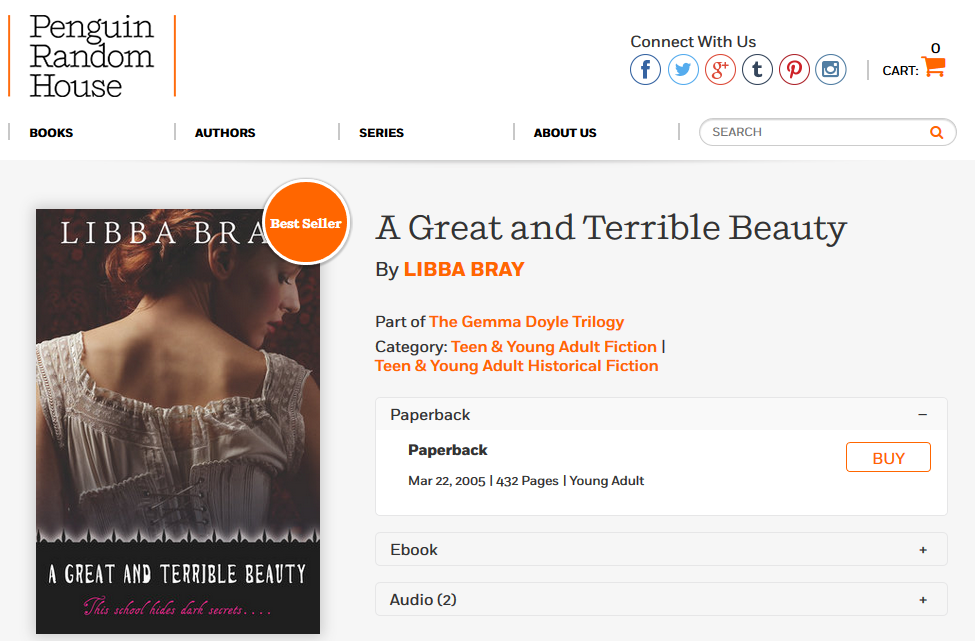 Penguin
Random
House
Connect With Us
0
CART:
BOOKS
AUTHORS
SERIES
ABOUT US
SEARCH
LIBBA BRA
Best Seller
A Great and Terrible Beauty
By LIBBA BRAY
Part of The Gemma Doyle Trilogy
Category: Teen & Young Adult Fiction |
Teen & Young Adult Historical Fiction
Paperback −
Paperback
BUY
Mar 22, 2005 | 432 Pages | Young Adult
Ebook +
Audio (2) +
A GREAT AND TERRIBLE BEAUTY
This school hides dark secrets....